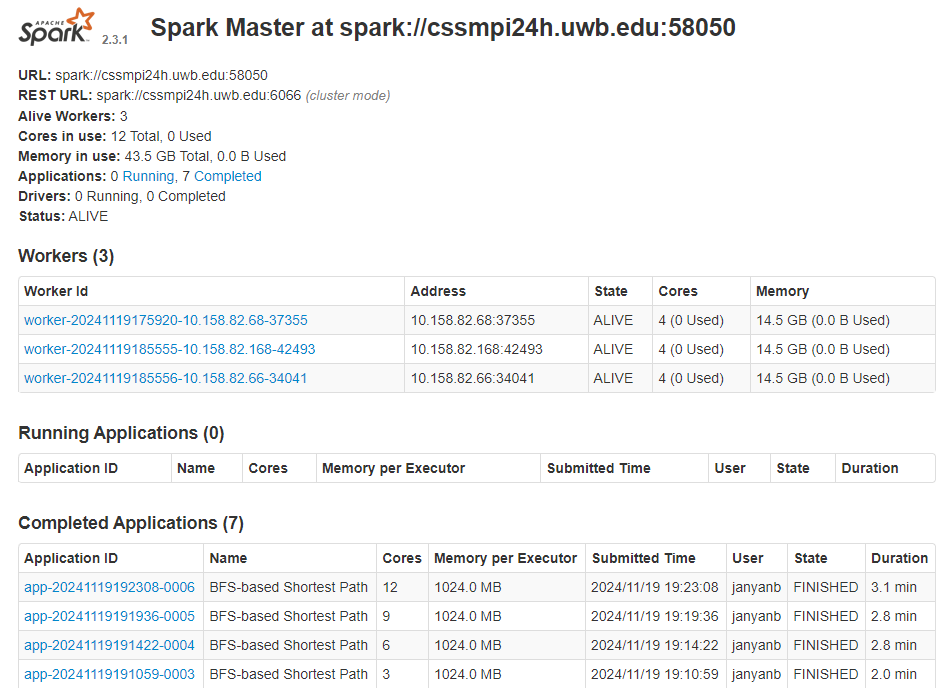 APACHE
Spark 2.3.1 Spark Master at spark://cssmpi24h.uwb.edu:58050
URL: spark://cssmpi24h.uwb.edu:58050
REST URL: spark://cssmpi24h.uwb.edu:6066 (cluster mode)
Alive Workers: 3
Cores in use: 12 Total, 0 Used
Memory in use: 43.5 GB Total, 0.0 B Used
Applications: 0 Running, 7 Completed
Drivers: 0 Running, 0 Completed
Status: ALIVE
Workers (3)
Worker Id Address State Cores Memory
worker-20241119175920-10.158.82.68-37355 10.158.82.68:37355 ALIVE 4 (0 Used) 14.5 GB (0.0 B Used)
worker-20241119185555-10.158.82.168-42493 10.158.82.168:42493 ALIVE 4 (0 Used) 14.5 GB (0.0 B Used)
worker-20241119185556-10.158.82.66-34041 10.158.82.66:34041 ALIVE 4 (0 Used) 14.5 GB (0.0 B Used)
Running Applications (0)
Application ID Name Cores Memory per Executor Submitted Time User State Duration
Completed Applications (7)
Application ID Name Cores Memory per Executor Submitted Time User State Duration
app-20241119192308-0006 BFS-based Shortest Path 12 1024.0 MB 2024/11/19 19:23:08 janyanb FINISHED 3.1 min
app-20241119191936-0005 BFS-based Shortest Path 9 1024.0 MB 2024/11/19 19:19:36 janyanb FINISHED 2.8 min
app-20241119191422-0004 BFS-based Shortest Path 6 1024.0 MB 2024/11/19 19:14:22 janyanb FINISHED 2.8 min
app-20241119191059-0003 BFS-based Shortest Path 3 1024.0 MB 2024/11/19 19:10:59 janyanb FINISHED 2.0 min